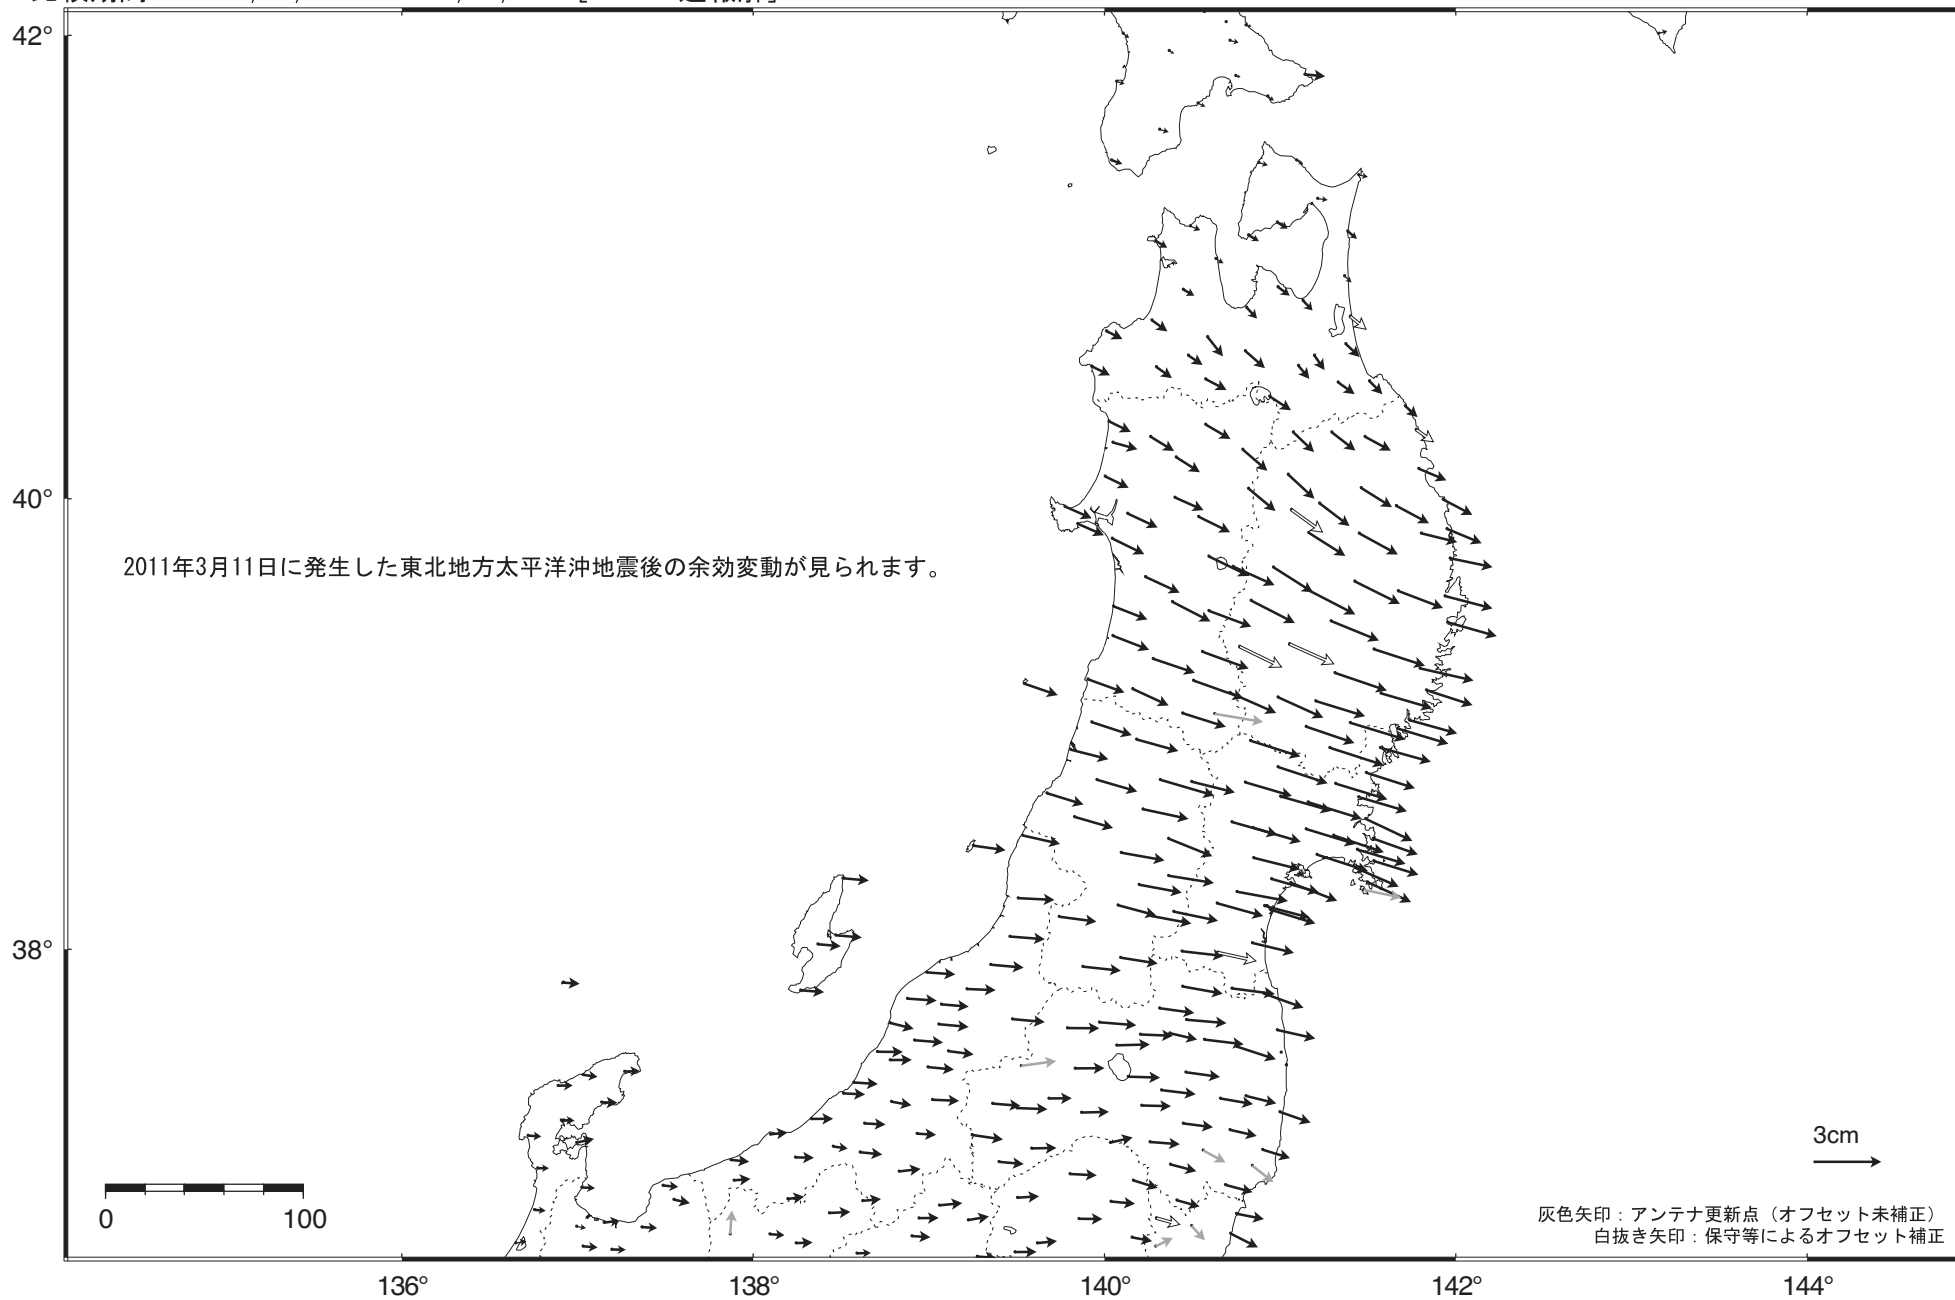 42°
40°
2011年3月11日に発生した東北地方太平洋沖地震後の余効変動が見られます。
38°
3cm
0 100
灰色矢印：アンテナ更新点（オフセット未補正）
白抜き矢印：保守等によるオフセット補正
136° 138° 140° 142° 144°